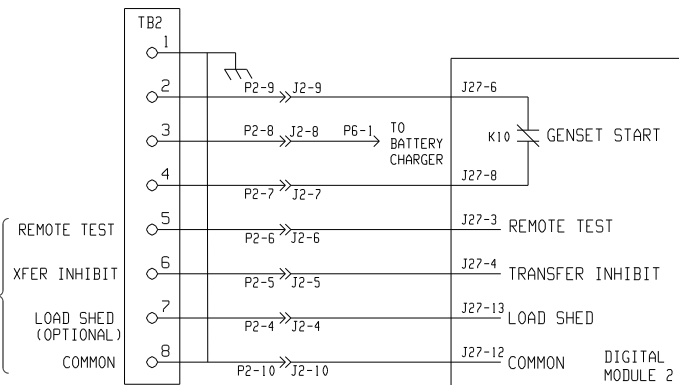 TB2
1
2
P2-9
J2-9
J27-6
3
P2-8
J2-8
P6-1
TO
BATTERY
CHARGER
K10
GENSET START
4
P2-7
J2-7
J27-8
REMOTE TEST
5
P2-6
J2-6
J27-3
REMOTE TEST
XFER INHIBIT
6
P2-5
J2-5
J27-4
TRANSFER INHIBIT
LOAD SHED
(OPTIONAL)
7
P2-4
J2-4
J27-13
LOAD SHED
COMMON
8
P2-10
J2-10
J27-12
COMMON
DIGITAL
MODULE 2